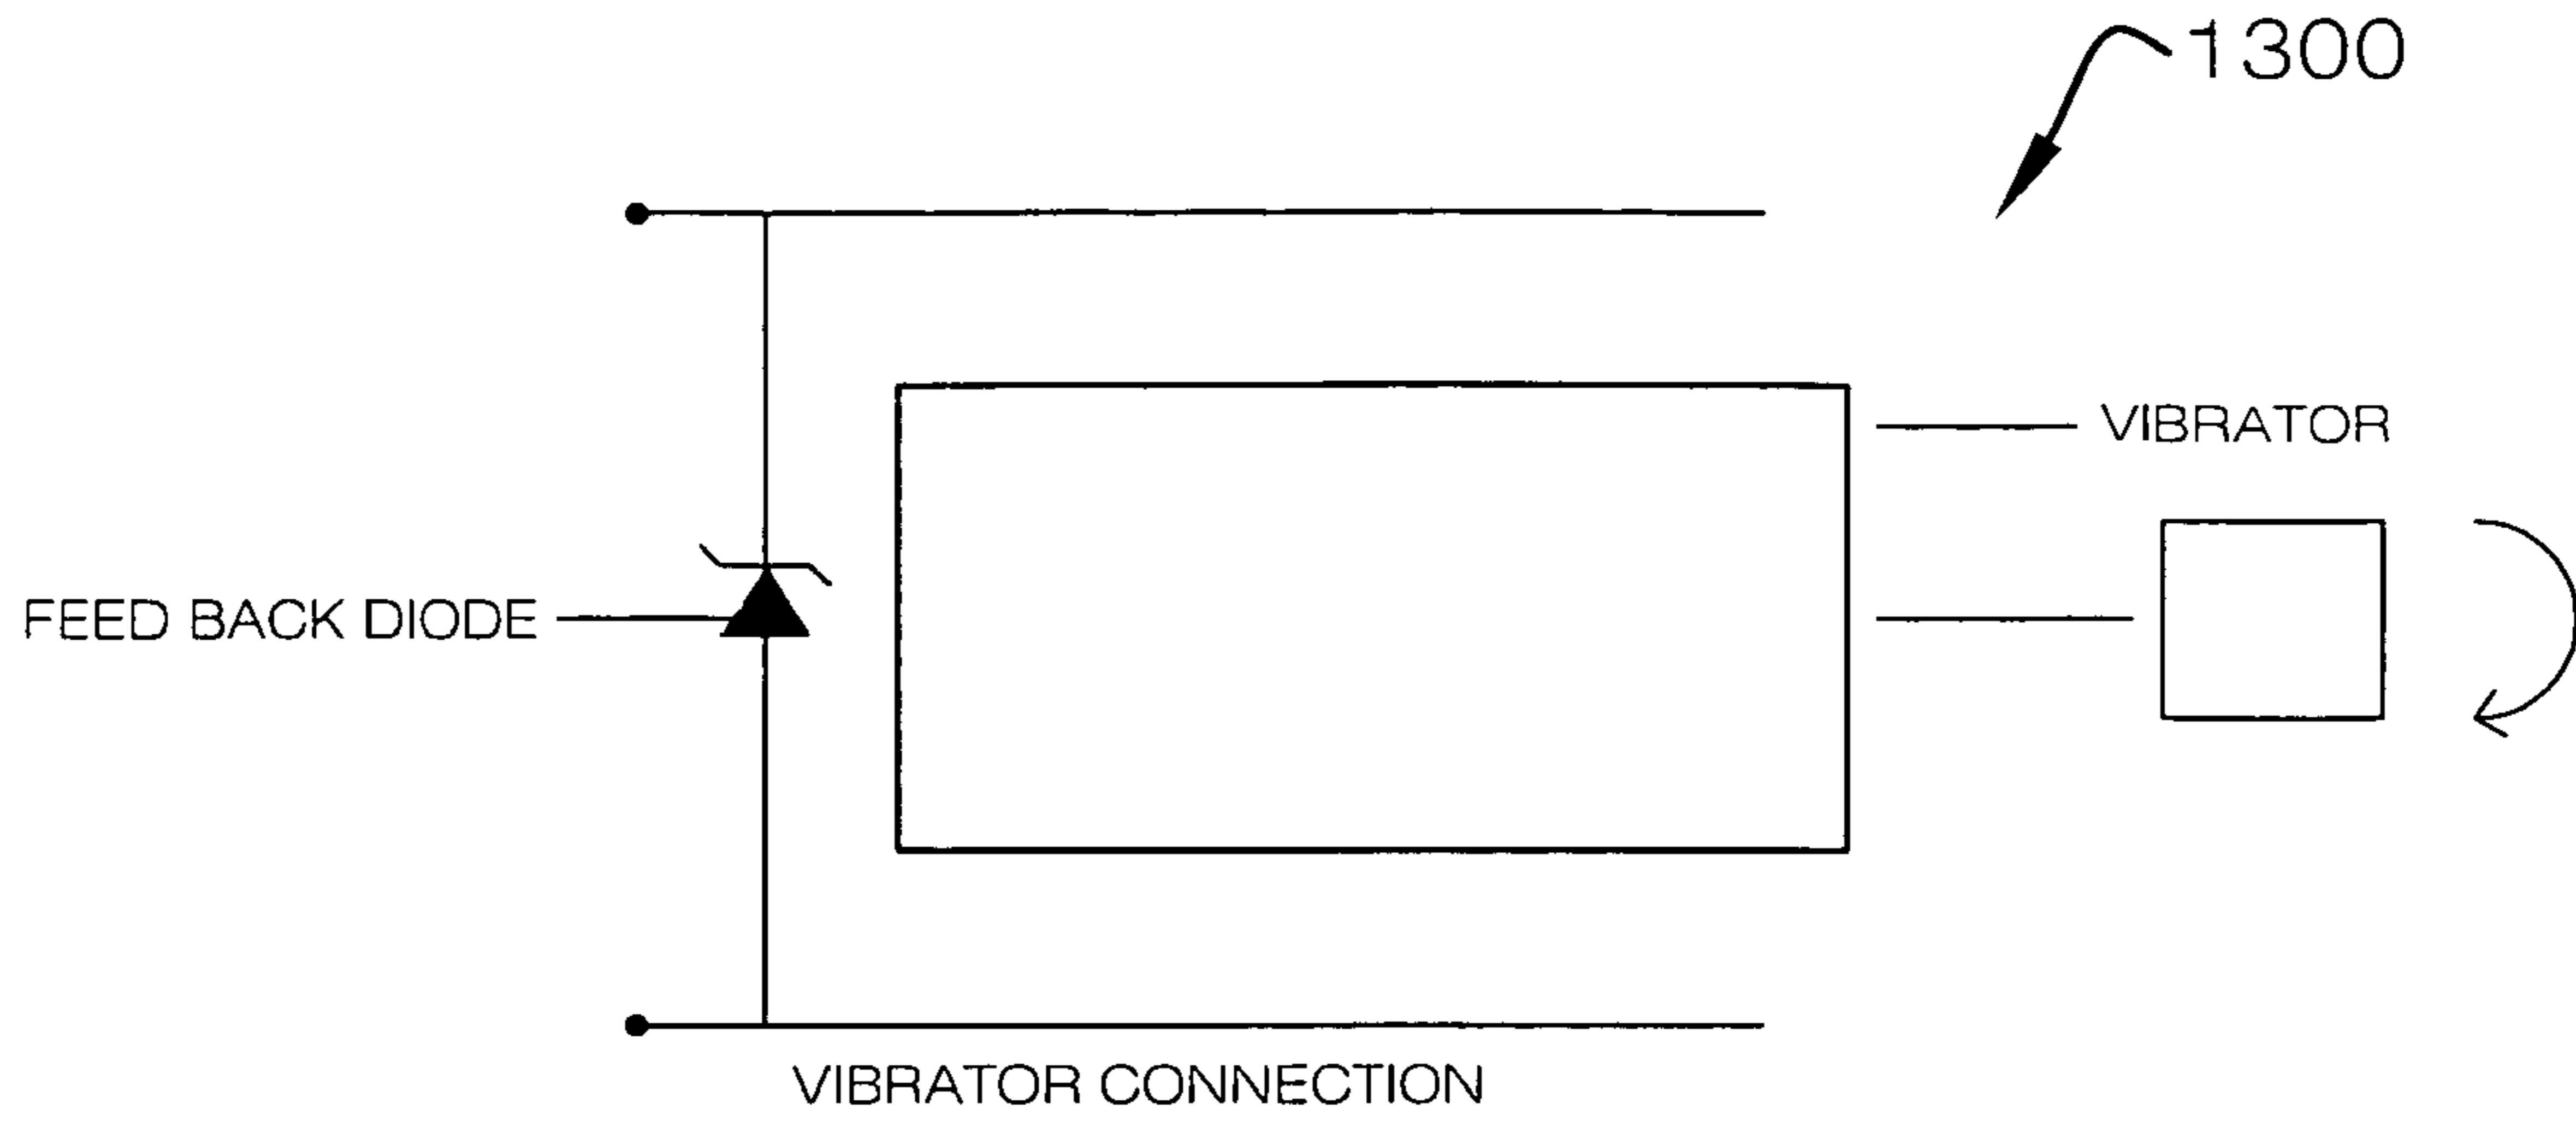 1300
VIBRATOR
FEED BACK DIODE
VIBRATOR CONNECTION